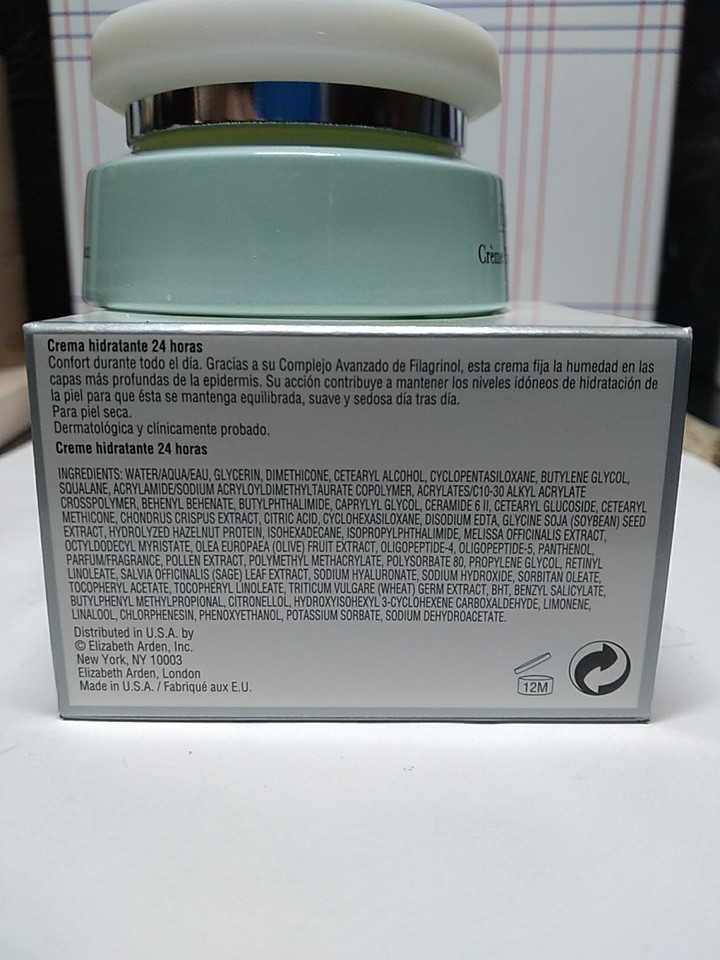 Crème
Crema hidratante 24 horas
Confort durante todo el día. Gracias a su Complejo Avanzado de Filagrinol, esta crema fija la humedad en las
capas más profundas de la epidermis. Su acción contribuye a mantener los niveles idóneos de hidratación de
la piel para que ésta se mantenga equilibrada, suave y sedosa día tras día.
Para piel seca.
Dermatológica y clínicamente probado.
Creme hidratante 24 horas
INGREDIENTS: WATER/AQUA/EAU, GLYCERIN, DIMETHICONE, CETEARYL ALCOHOL, CYCLOPENTASILOXANE, BUTYLENE GLYCOL,
SQUALANE, ACRYLAMIDE/SODIUM ACRYLOYLDIMETHYLTAURATE COPOLYMER, ACRYLATES/C10-30 ALKYL ACRYLATE
CROSSPOLYMER, BEHENYL BEHENATE, BUTYLPHTHALIMIDE, CAPRYLYL GLYCOL, CERAMIDE 6 II, CETEARYL GLUCOSIDE, CETEARYL
METHICONE, CHONDRUS CRISPUS EXTRACT, CITRIC ACID, CYCLOHEXASILOXANE, DISODIUM EDTA, GLYCINE SOJA (SOYBEAN) SEED
EXTRACT, HYDROLYZED HAZELNUT PROTEIN, ISOHEXADECANE, ISOPROPYLPHTHALIMIDE, MELISSA OFFICINALIS EXTRACT,
OCTYLDODECYL MYRISTATE, OLEA EUROPAEA (OLIVE) FRUIT EXTRACT, OLIGOPEPTIDE-4, OLIGOPEPTIDE-5, PANTHENOL,
PARFUM/FRAGRANCE, POLLEN EXTRACT, POLYMETHYL METHACRYLATE, POLYSORBATE 80, PROPYLENE GLYCOL, RETINYL
LINOLEATE, SALVIA OFFICINALIS (SAGE) LEAF EXTRACT, SODIUM HYALURONATE, SODIUM HYDROXIDE, SORBITAN OLEATE,
TOCOPHERYL ACETATE, TOCOPHERYL LINOLEATE, TRITICUM VULGARE (WHEAT) GERM EXTRACT, BHT, BENZYL SALICYLATE,
BUTYLPHENYL METHYLPROPIONAL, CITRONELLOL, HYDROXYISOHEXYL 3-CYCLOHEXENE CARBOXALDEHYDE, LIMONENE,
LINALOOL, CHLORPHENESIN, PHENOXYETHANOL, POTASSIUM SORBATE, SODIUM DEHYDROACETATE.
Distributed in U.S.A. by
© Elizabeth Arden, Inc.
New York, NY 10003
Elizabeth Arden, London
Made in U.S.A. / Fabriqué aux E.U.
12M